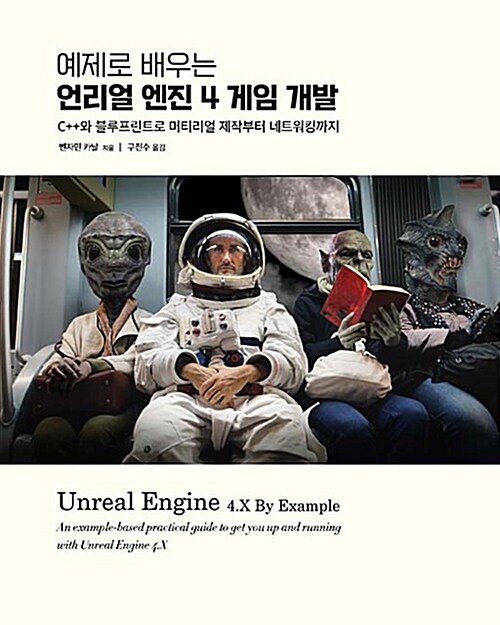 예제로 배우는
언리얼 엔진 4 게임 개발
C++와 블루프린트로 머티리얼 제작부터 네트워킹까지
벤자민 카날 지음 | 구진수 옮김
Unreal Engine 4.X By Example
An example-based practical guide to get you up and running
with Unreal Engine 4.X